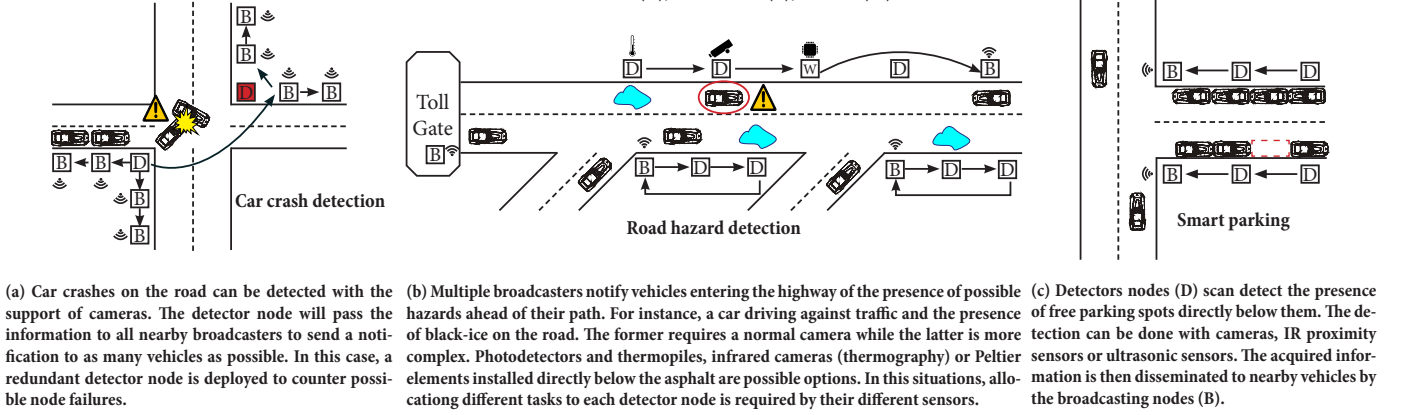 B
B
D
B
B
B
B
D
B
B
Car crash detection
D
D
W
D
B
Toll
Gate
B
B
D
D
B
D
D
Road hazard detection
B
D
D
B
D
D
Smart parking
(a) Car crashes on the road can be detected with the
support of cameras. The detector node will pass the
information to all nearby broadcasters to send a noti-
fication to as many vehicles as possible. In this case, a
redundant detector node is deployed to counter possi-
ble node failures.
(b) Multiple broadcasters notify vehicles entering the highway of the presence of possible
hazards ahead of their path. For instance, a car driving against traffic and the presence
of black-ice on the road. The former requires a normal camera while the latter is more
complex. Photodetectors and thermopiles, infrared cameras (thermography) or Peltier
elements installed directly below the asphalt are possible options. In this situations, allo-
cationg different tasks to each detector node is required by their different sensors.
(c) Detectors nodes (D) scan detect the presence
of free parking spots directly below them. The de-
tection can be done with cameras, IR proximity
sensors or ultrasonic sensors. The acquired infor-
mation is then disseminated to nearby vehicles by
the broadcasting nodes (B).